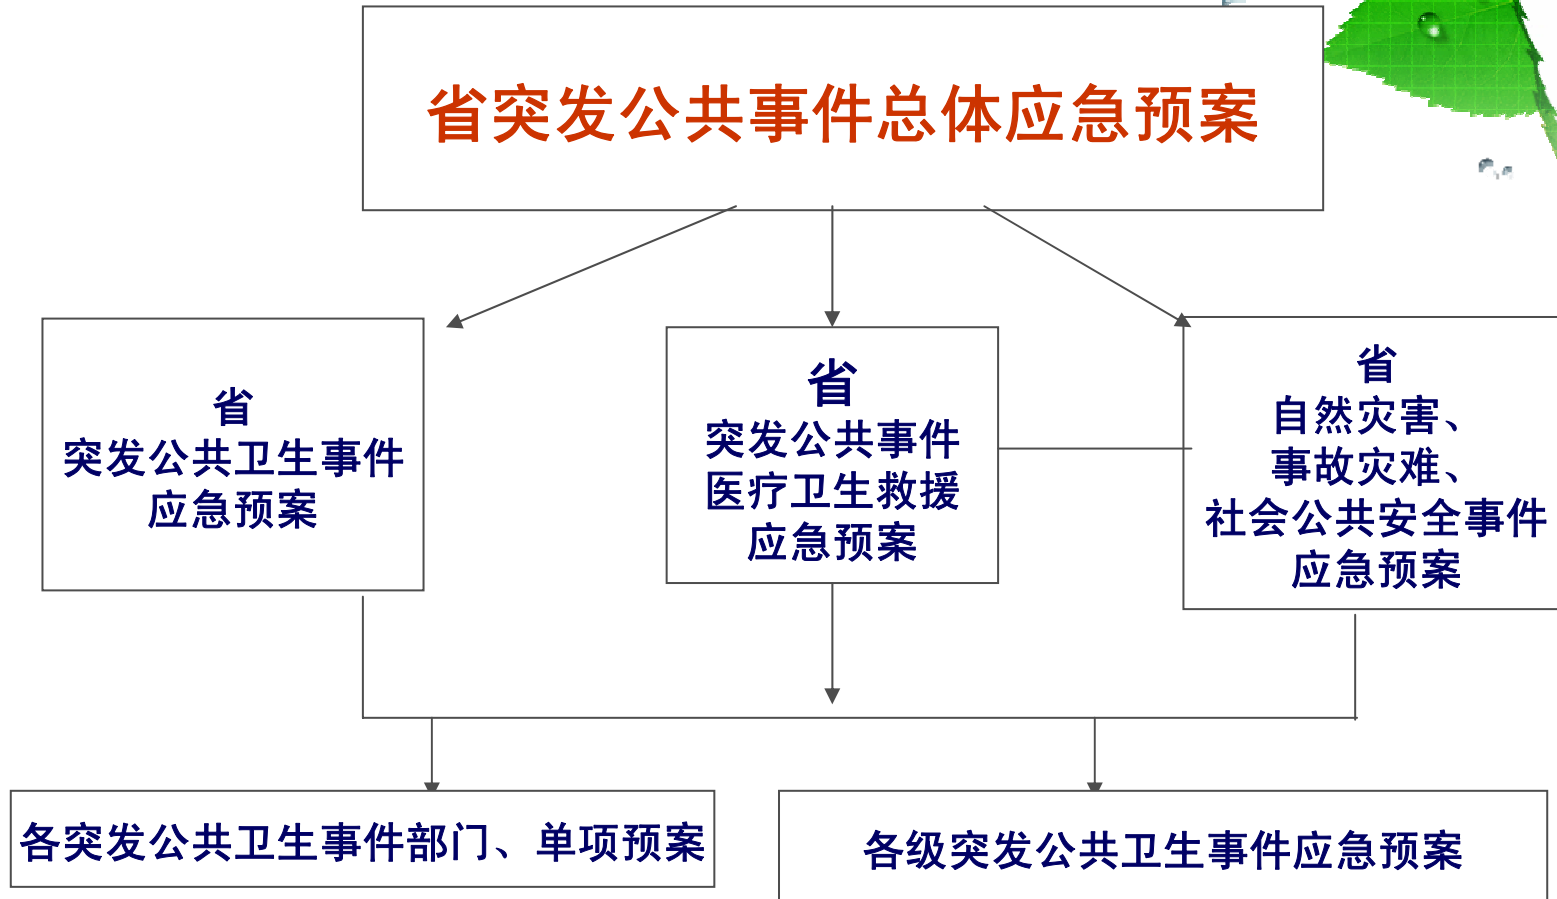 省突发公共事件总体应急预案
省
突发公共卫生事件
应急预案
省
突发公共事件
医疗卫生救援
应急预案
省
自然灾害、
事故灾难、
社会公共安全事件
应急预案
各突发公共卫生事件部门、单项预案
各级突发公共卫生事件应急预案